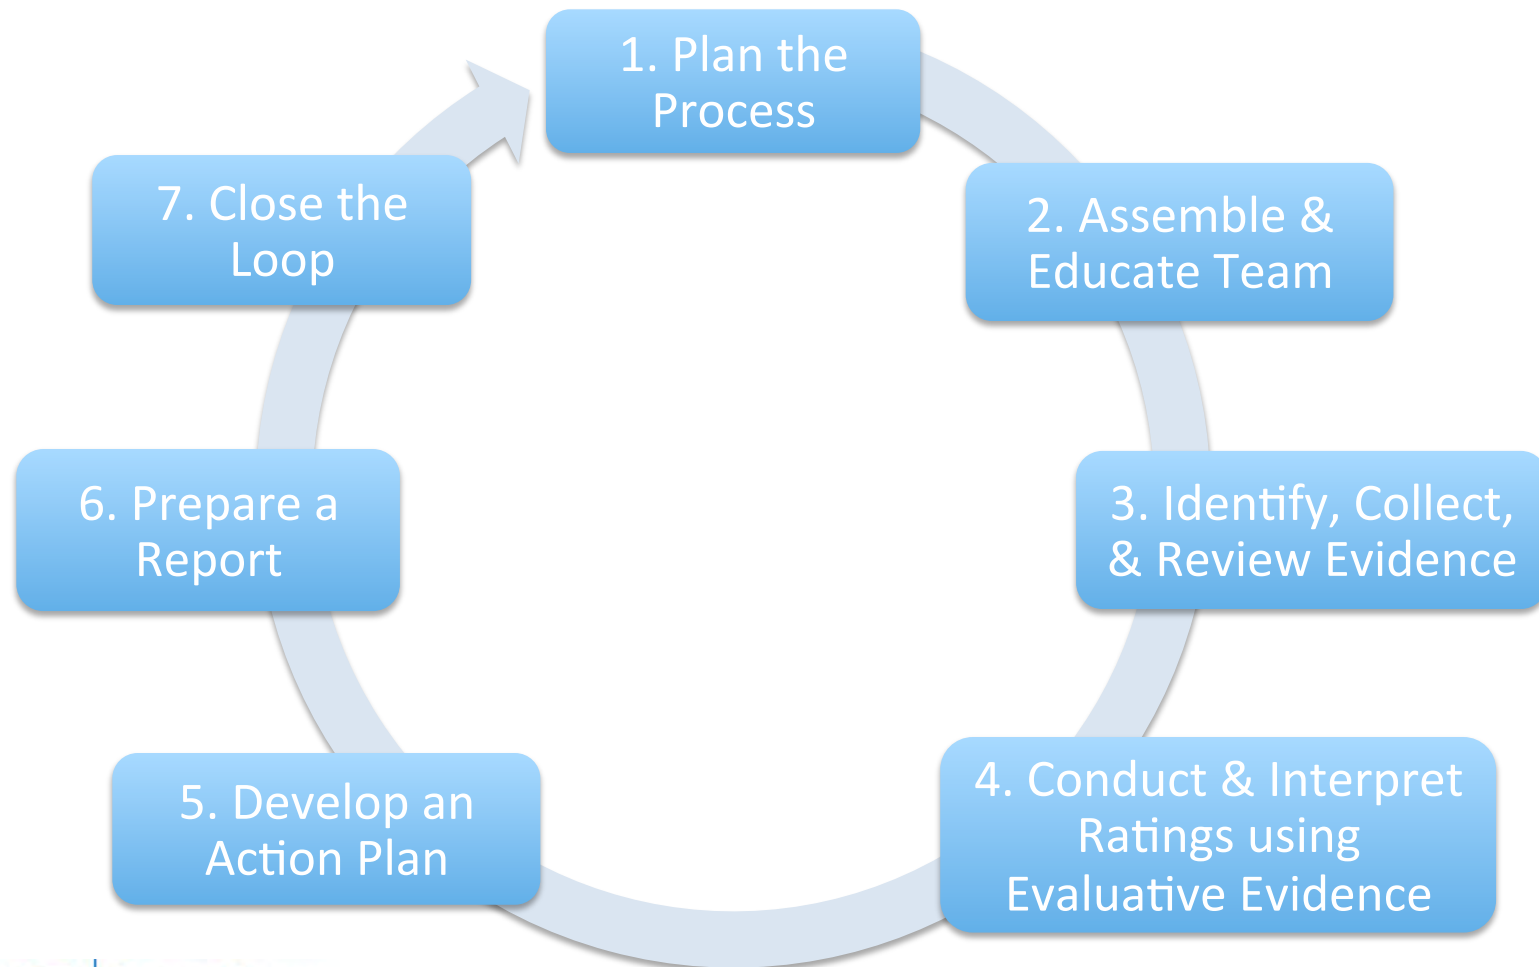 1. Plan the
Process
2. Assemble &
Educate Team
3. Identify, Collect,
& Review Evidence
4. Conduct & Interpret
Ratings using
Evaluative Evidence
5. Develop an
Action Plan
6. Prepare a
Report
7. Close the
Loop